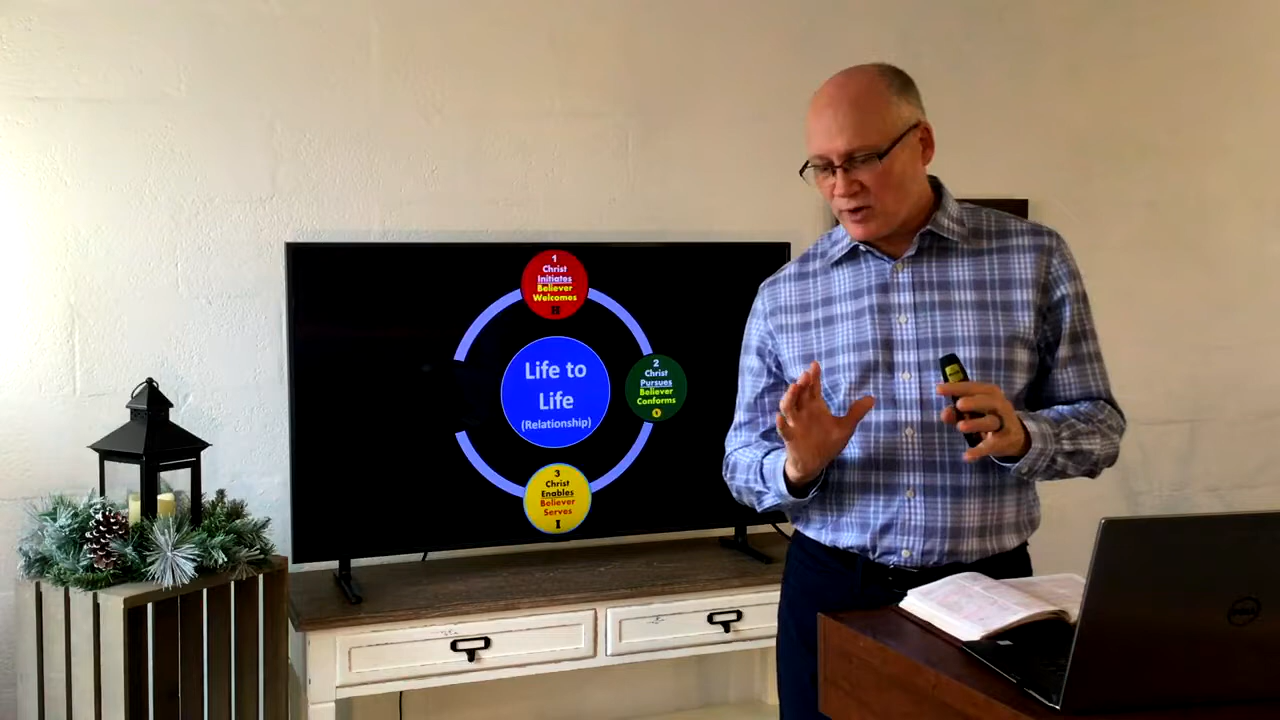 1
Christ
Initiates
Believer
Welcomes
B
Life to
Life
(Relationship)
2
Christ
Pursues
Believer
Conforms
3
Christ
Enables
Believer
Serves
I
DELL